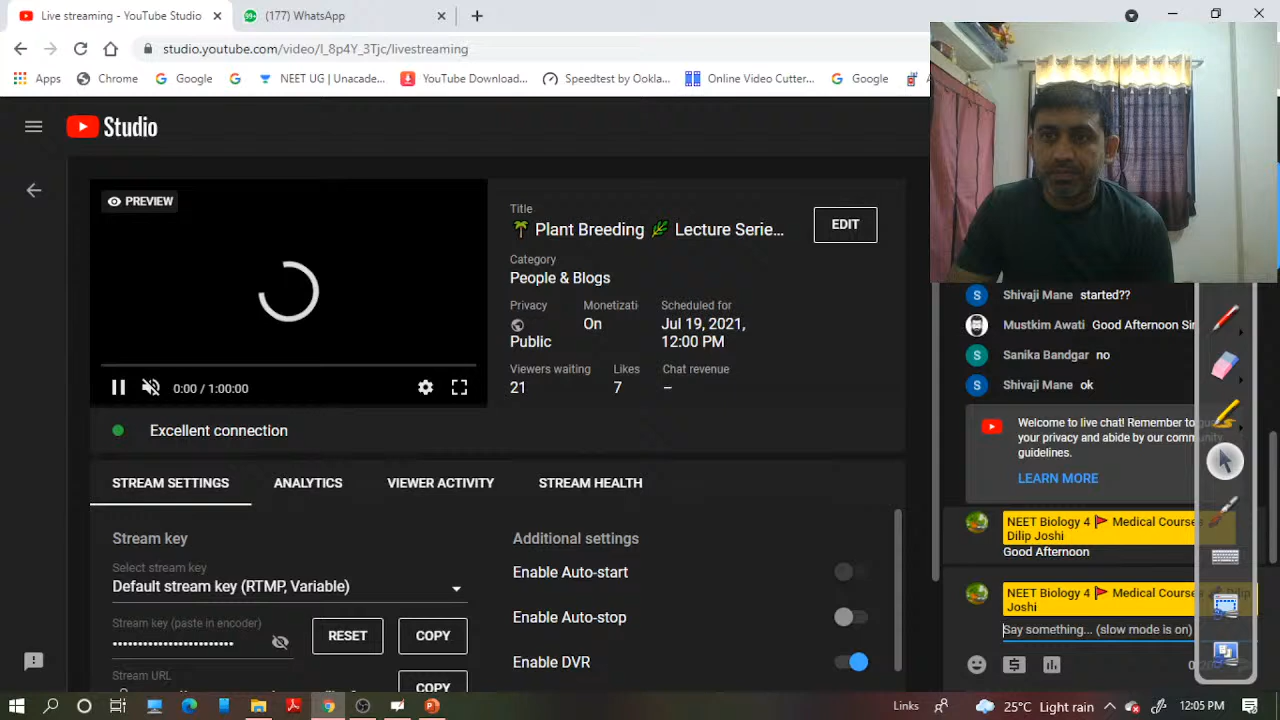 Live streaming - YouTube Studio
(177) WhatsApp
studio.youtube.com/video/I_8p4Y_3Tjc/livestreaming
Apps
Chrome
Google
NEET UG | Unacade...
YouTube Download...
Speedtest by Ookla...
Online Video Cutter...
Google
Studio
PREVIEW
0:00 / 1:00:00
Excellent connection
Title
Plant Breeding
Lecture Serie...
EDIT
Category
People & Blogs
Privacy
Public
Monetizati
On
Scheduled for
Jul 19, 2021,
12:00 PM
Viewers waiting
21
Likes
7
Chat revenue
–
STREAM SETTINGS
ANALYTICS
VIEWER ACTIVITY
STREAM HEALTH
Stream key
Select stream key
Default stream key (RTMP, Variable)
Stream key (paste in encoder)
RESET
COPY
Stream URL
COPY
Additional settings
Enable Auto-start
Enable Auto-stop
Enable DVR
Shivaji Mane started??
Mustkim Awati Good Afternoon Sir
Sanika Bandgar no
Shivaji Mane ok
Welcome to live chat! Remember to
your privacy and abide by our community
guidelines.
LEARN MORE
NEET Biology 4 Medical Courses
Dilip Joshi
Good Afternoon
NEET Biology 4 Medical Courses Dilip
Joshi
Say something... (slow mode is on)
Links
25°C Light rain
12:05 PM